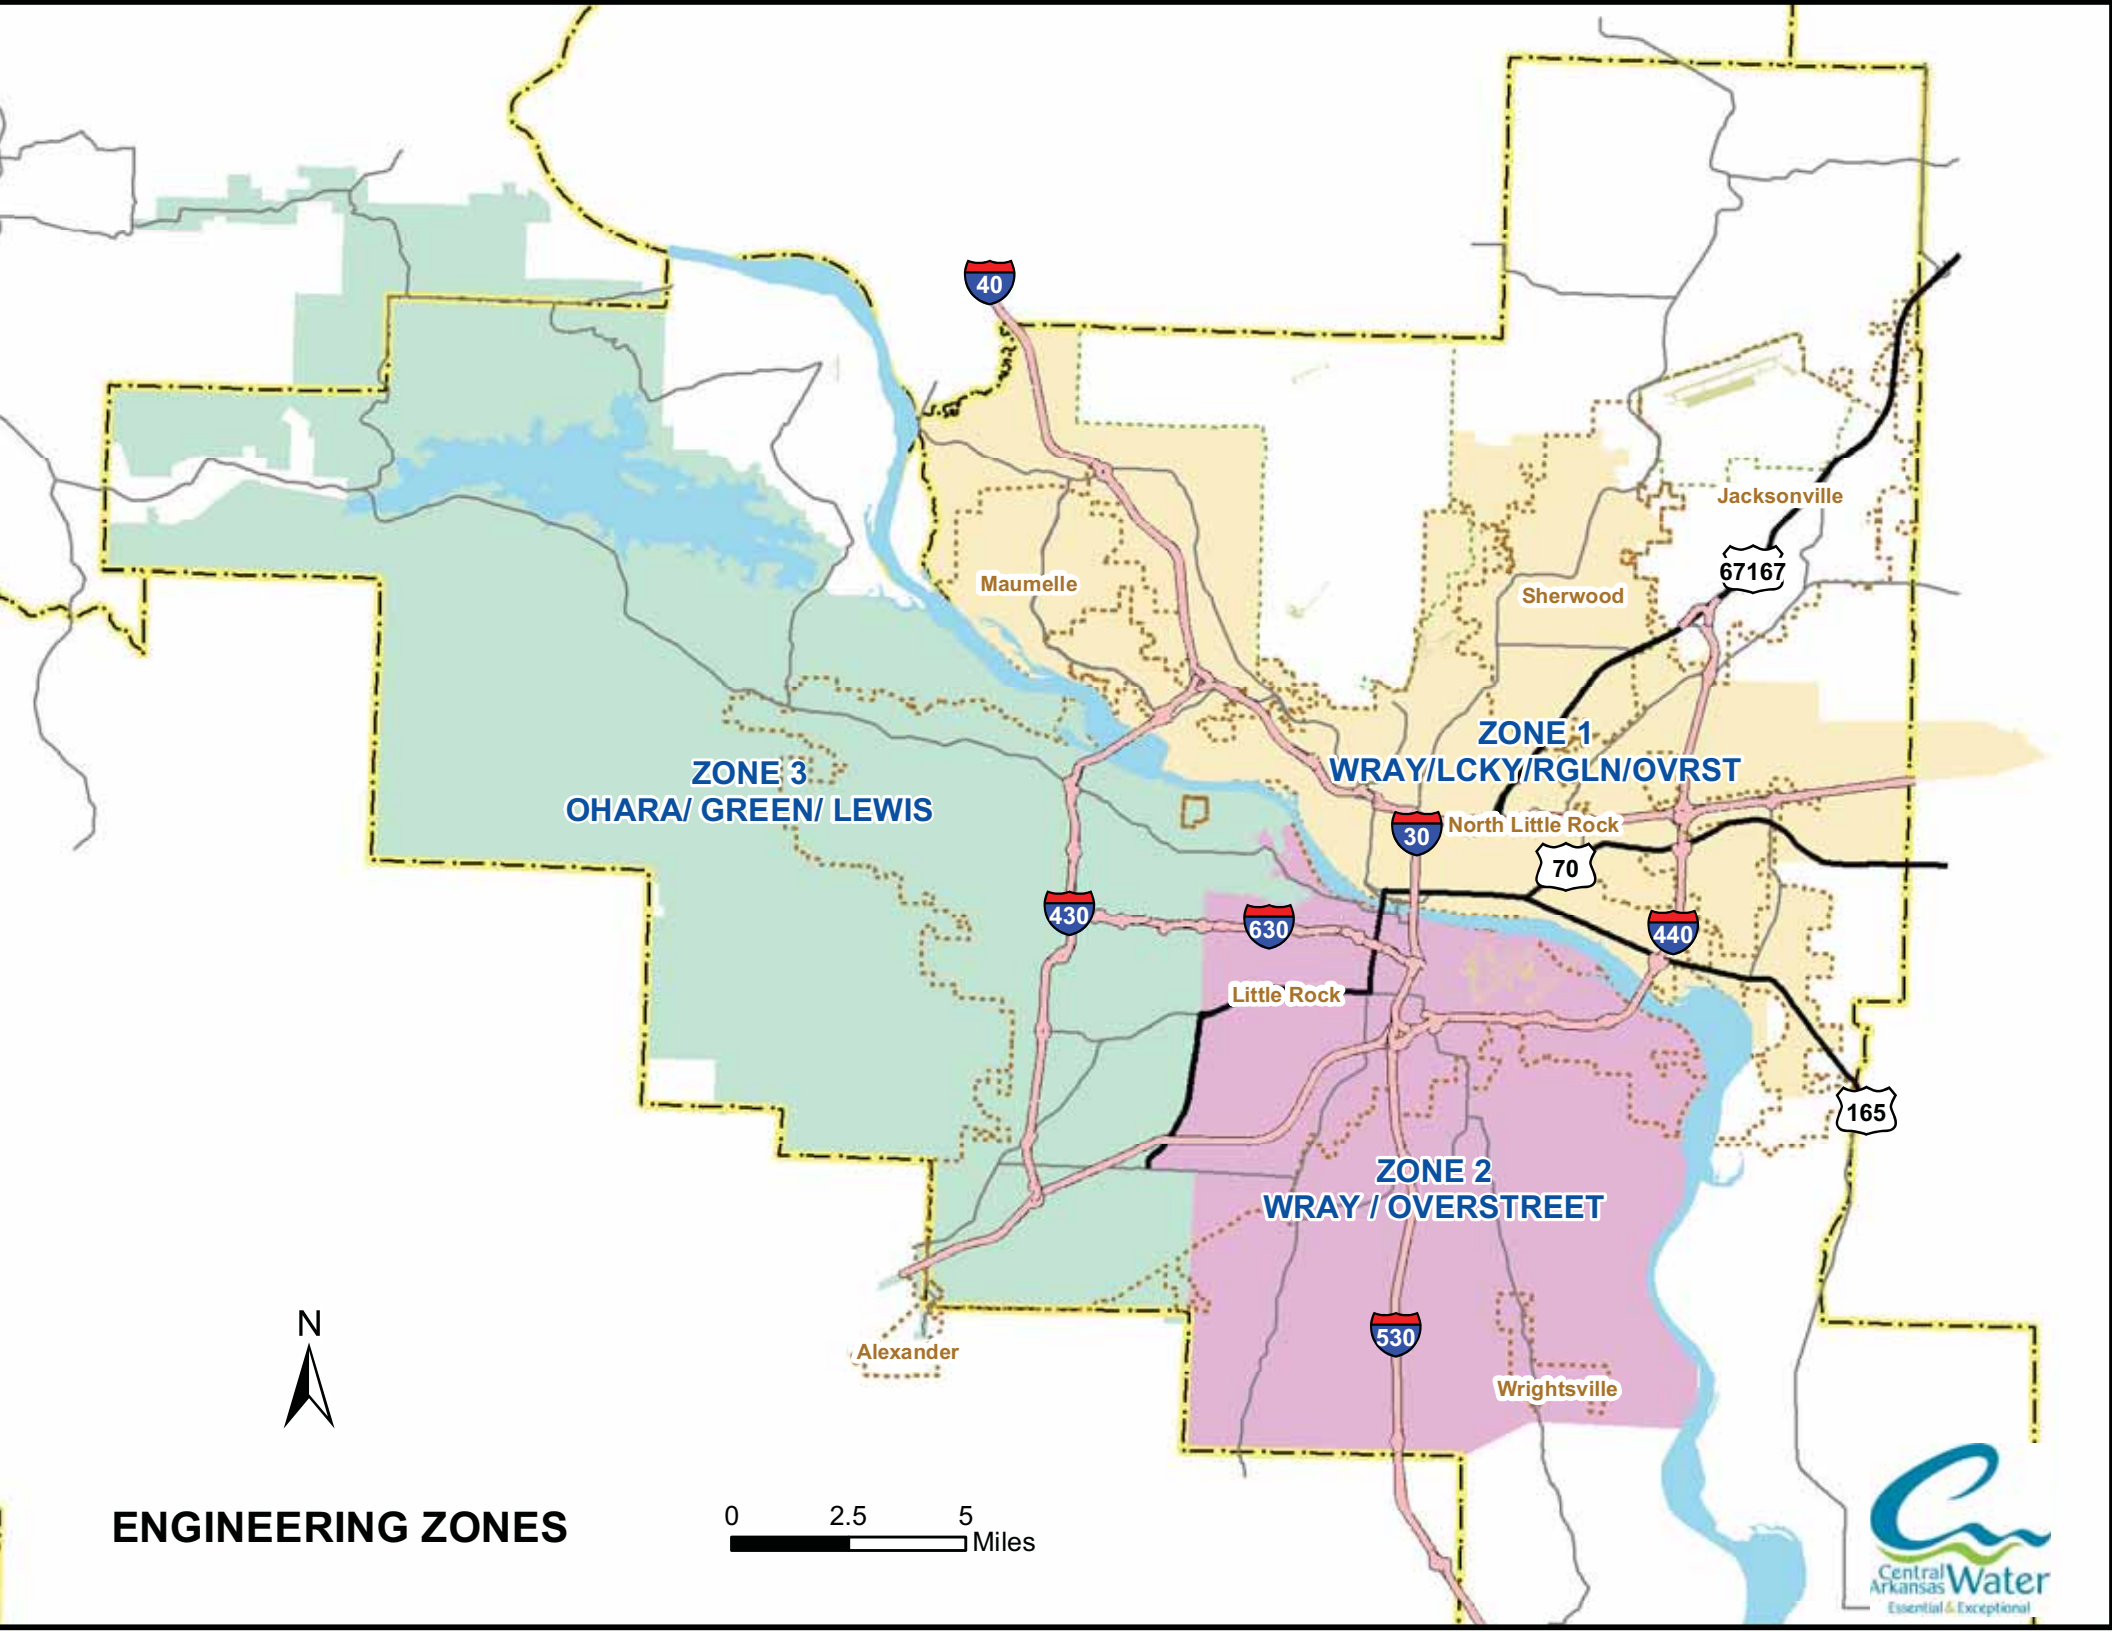 40
Jacksonville
67167
Maumelle
Sherwood
ZONE 1
WRAY/LCKY/RGLN/OVRST
ZONE 3
OHARA/ GREEN/ LEWIS
30
North Little Rock
70
430
630
440
Little Rock
165
ZONE 2
WRAY / OVERSTREET
530
Alexander
Wrightsville
N
ENGINEERING ZONES
0 2.5 5
Miles
Central
Arkansas Water
Essential & Exceptional